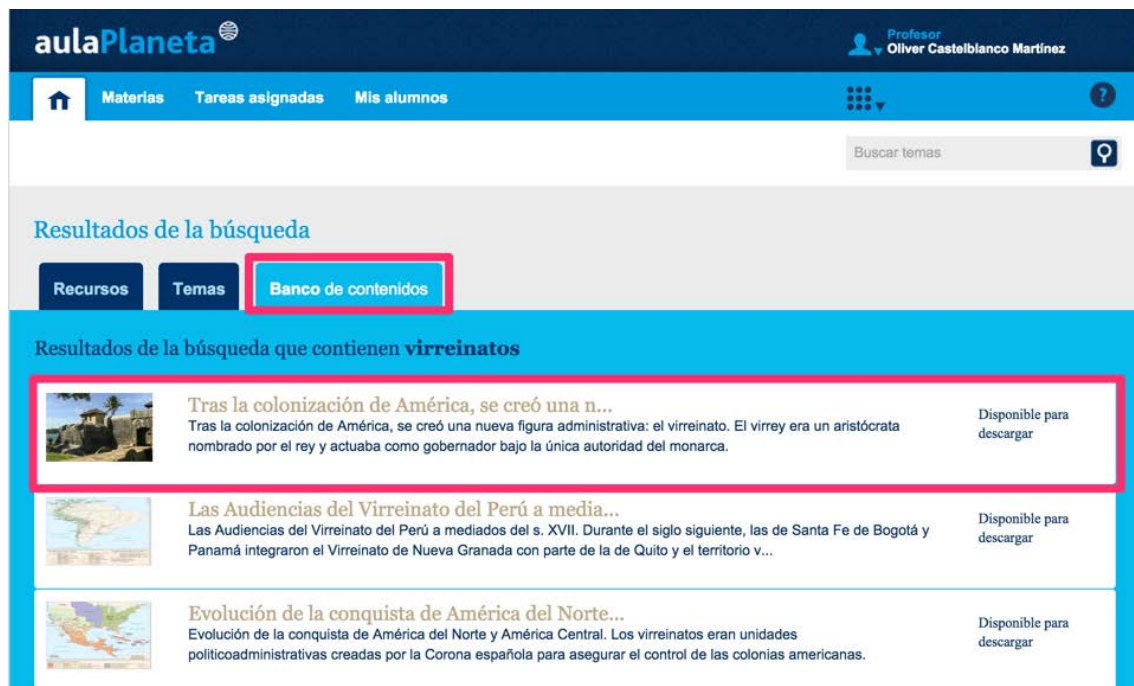 aulaPlaneta
Profesor
Oliver Castelblanco Martínez
Materias Tareas asignadas Mis alumnos
?
Buscar temas
Resultados de la búsqueda
Recursos Temas Banco de contenidos
Resultados de la búsqueda que contienen virreinatos
Tras la colonización de América, se creó una n...
Tras la colonización de América, se creó una nueva figura administrativa: el virreinato. El virrey era un aristócrata
nombrado por el rey y actuaba como gobernador bajo la única autoridad del monarca.
Disponible para
descargar
Las Audiencias del Virreinato del Perú a media...
Las Audiencias del Virreinato del Perú a mediados del s. XVII. Durante el siglo siguiente, las de Santa Fe de Bogotá y
Panamá integraron el Virreinato de Nueva Granada con parte de la de Quito y el territorio v...
Disponible para
descargar
Evolución de la conquista de América del Norte...
Evolución de la conquista de América del Norte y América Central. Los virreinatos eran unidades
politicoadministrativas creadas por la Corona española para asegurar el control de las colonias americanas.
Disponible para
descargar